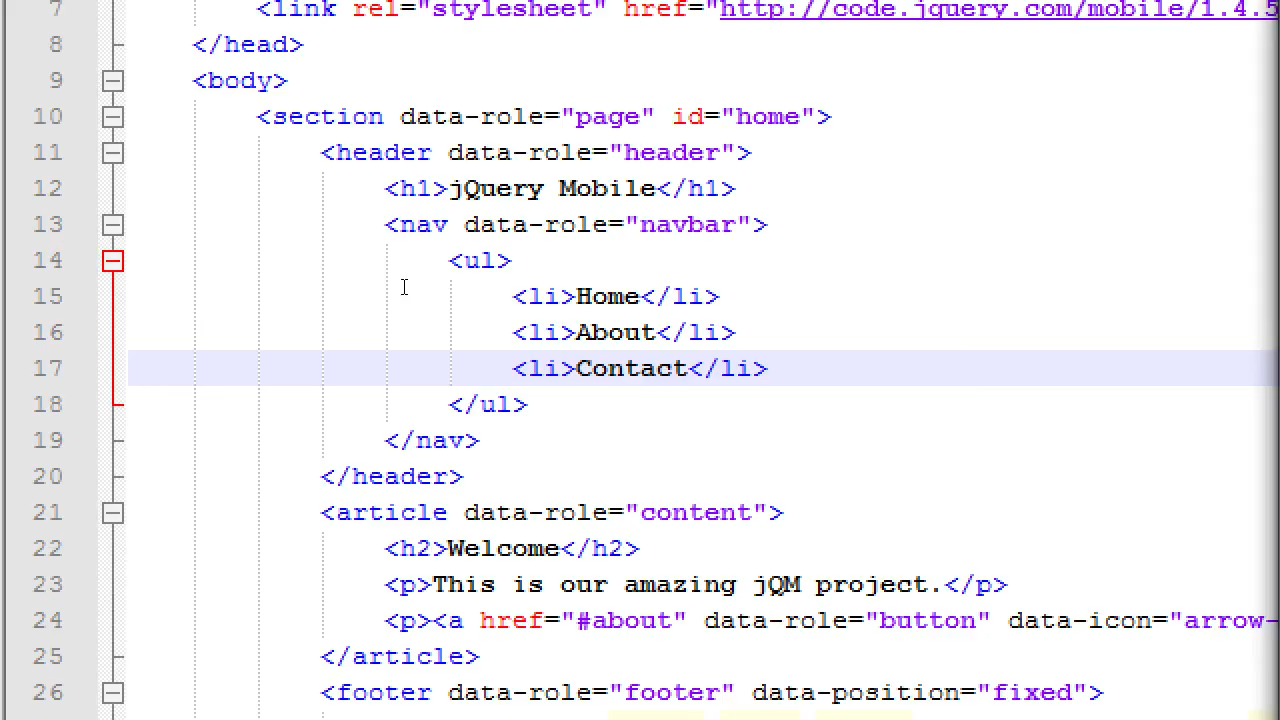 7 <link rel="stylesheet" href="http://code.jquery.com/mobile/1.4.5
8 </head>
9 <body>
10 <section data-role="page" id="home">
11 <header data-role="header">
12 <h1>jQuery Mobile</h1>
13 <nav data-role="navbar">
14 <ul>
15 <li>Home</li>
16 <li>About</li>
17 <li>Contact</li>
18 </ul>
19 </nav>
20 </header>
21 <article data-role="content">
22 <h2>Welcome</h2>
23 <p>This is our amazing jQM project.</p>
24 <p><a href="#about" data-role="button" data-icon="arrow-
25 </article>
26 <footer data-role="footer" data-position="fixed">